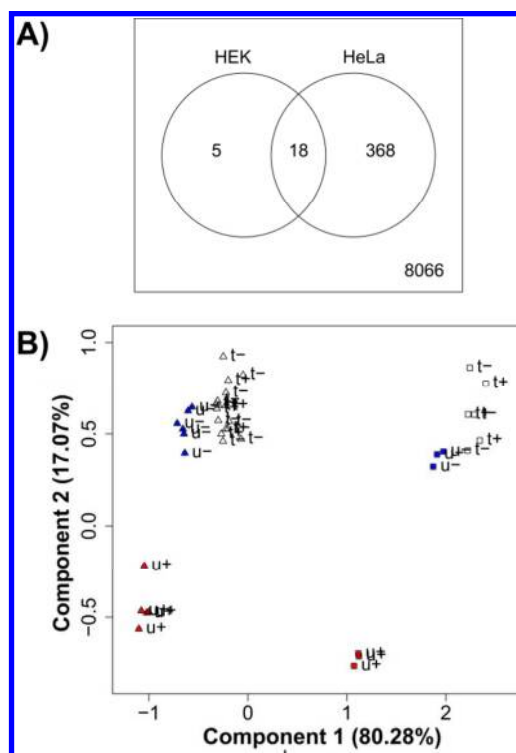 A)
HEK HeLa
5 18 368
8066
B)
Component 2 (17.07%)
1.0
0.5
0.0
−0.5
t−
t+ t−
t−
t− t−
u−
u−
t−
t+
t+
t−
u−
u+
u+
u+
−1 0 1 2
Component 1 (80.28%)